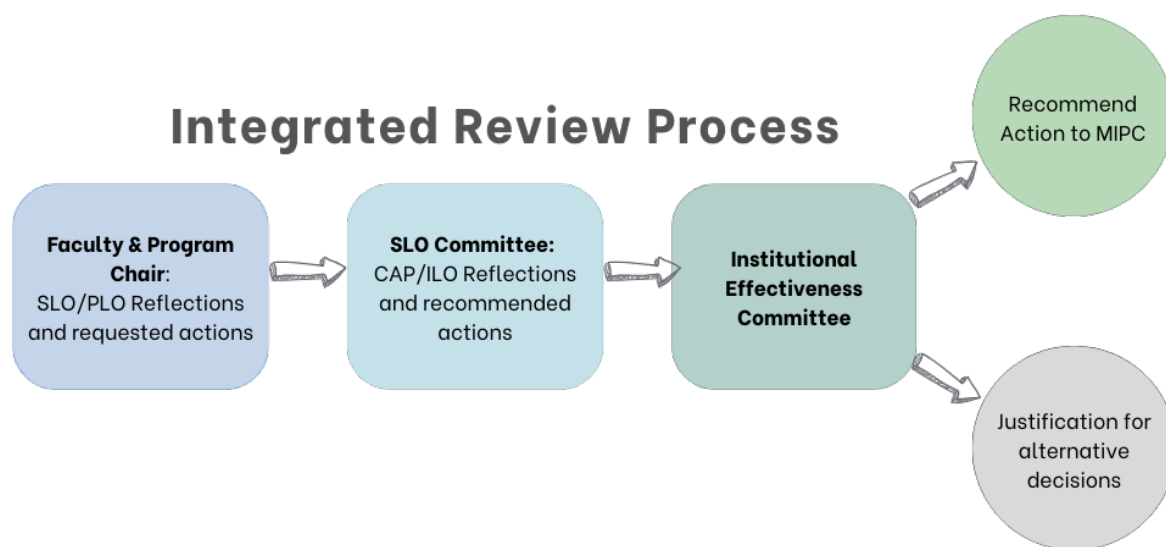 Integrated Review Process
Faculty & Program
Chair:
SLO/PLO Reflections
and requested actions
SLO Committee:
CAP/ILO Reflections
and recommended
actions
Institutional
Effectiveness
Committee
Recommend
Action to MIPC
Justification for
alternative
decisions